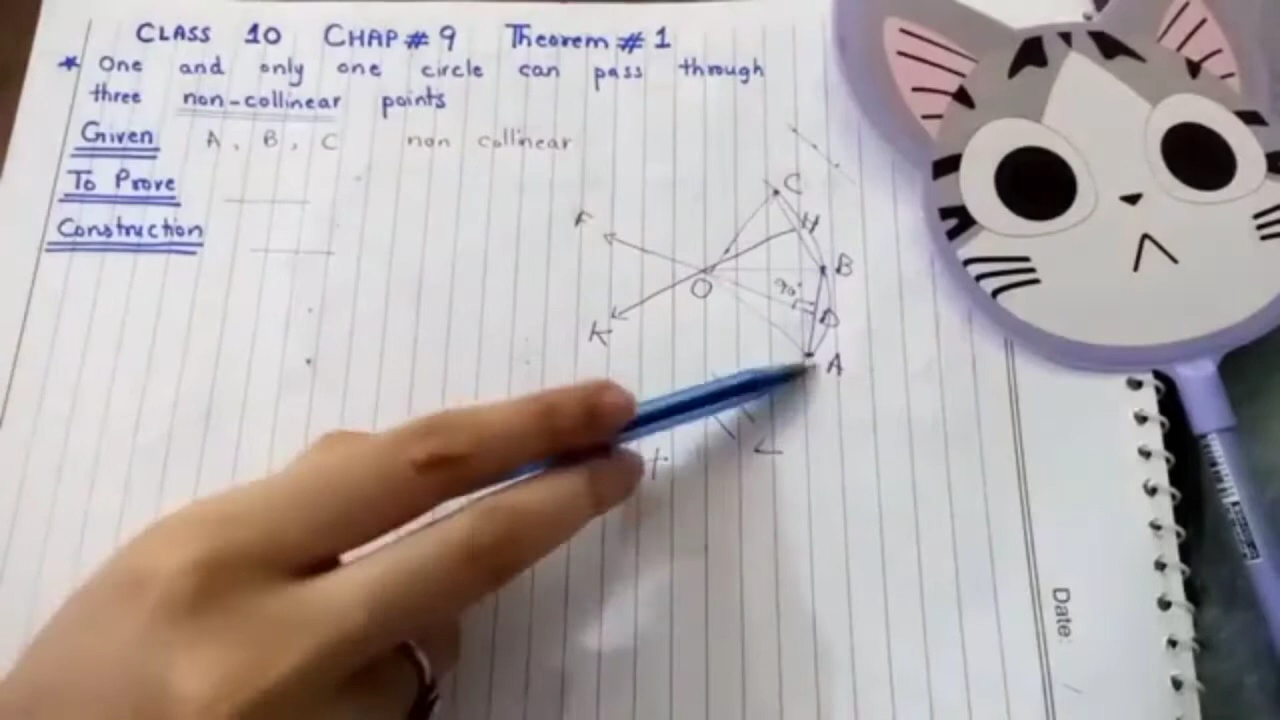 CLASS 10 CHAP # 9 Theorem # 1
* One and only one circle can pass through
three non-collinear points
Given A, B, C non collinear
To Prove
Construction
C
F
H
B
O
90°
D
K
A
Date: